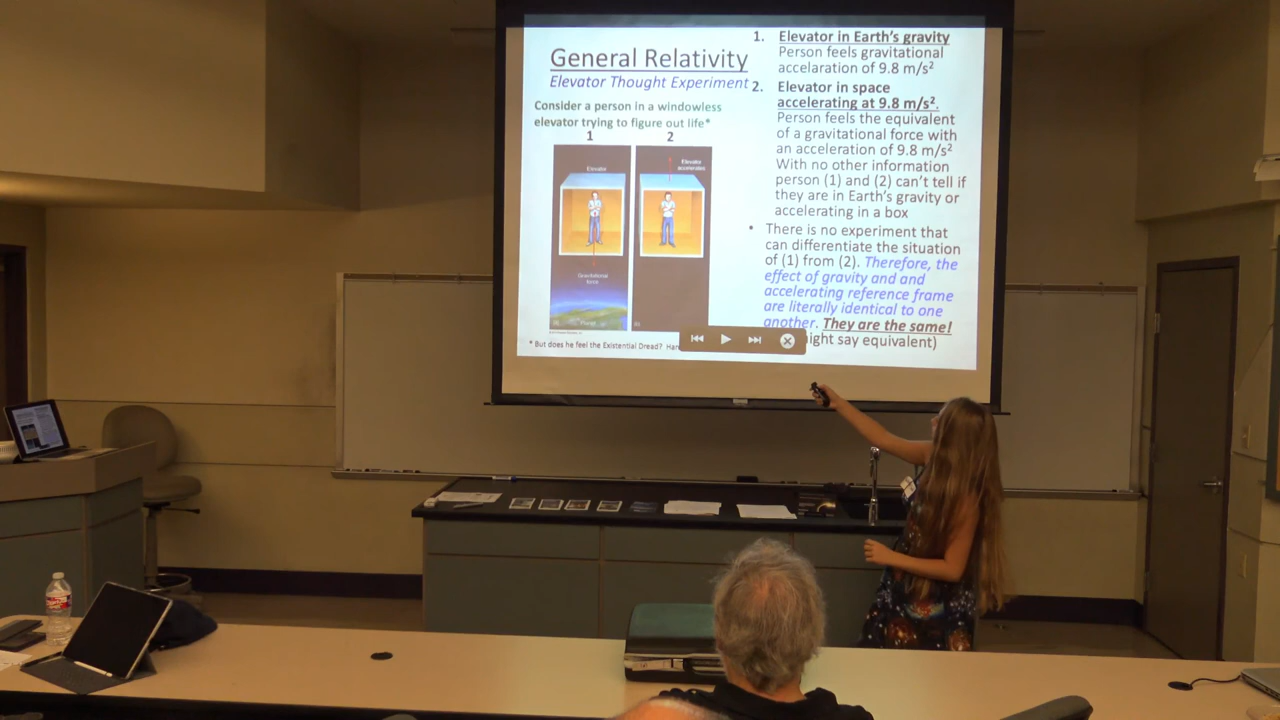 General Relativity
Elevator Thought Experiment
Consider a person in a windowless
elevator trying to figure out life*
1
2
Elevator
Elevator
accelerates
Gravitational
force
* But does he feel the Existential Dread?
1. Elevator in Earth's gravity
Person feels gravitational
accelaration of 9.8 m/s²
2. Elevator in space
accelerating at 9.8 m/s².
Person feels the equivalent
of a gravitational force with
an acceleration of 9.8 m/s²
With no other information
person (1) and (2) can't tell if
they are in Earth's gravity or
accelerating in a box
• There is no experiment that
can differentiate the situation
of (1) from (2). Therefore, the
effect of gravity and and
accelerating reference frame
are literally identical to one
another. They are the same!
say equivalent)